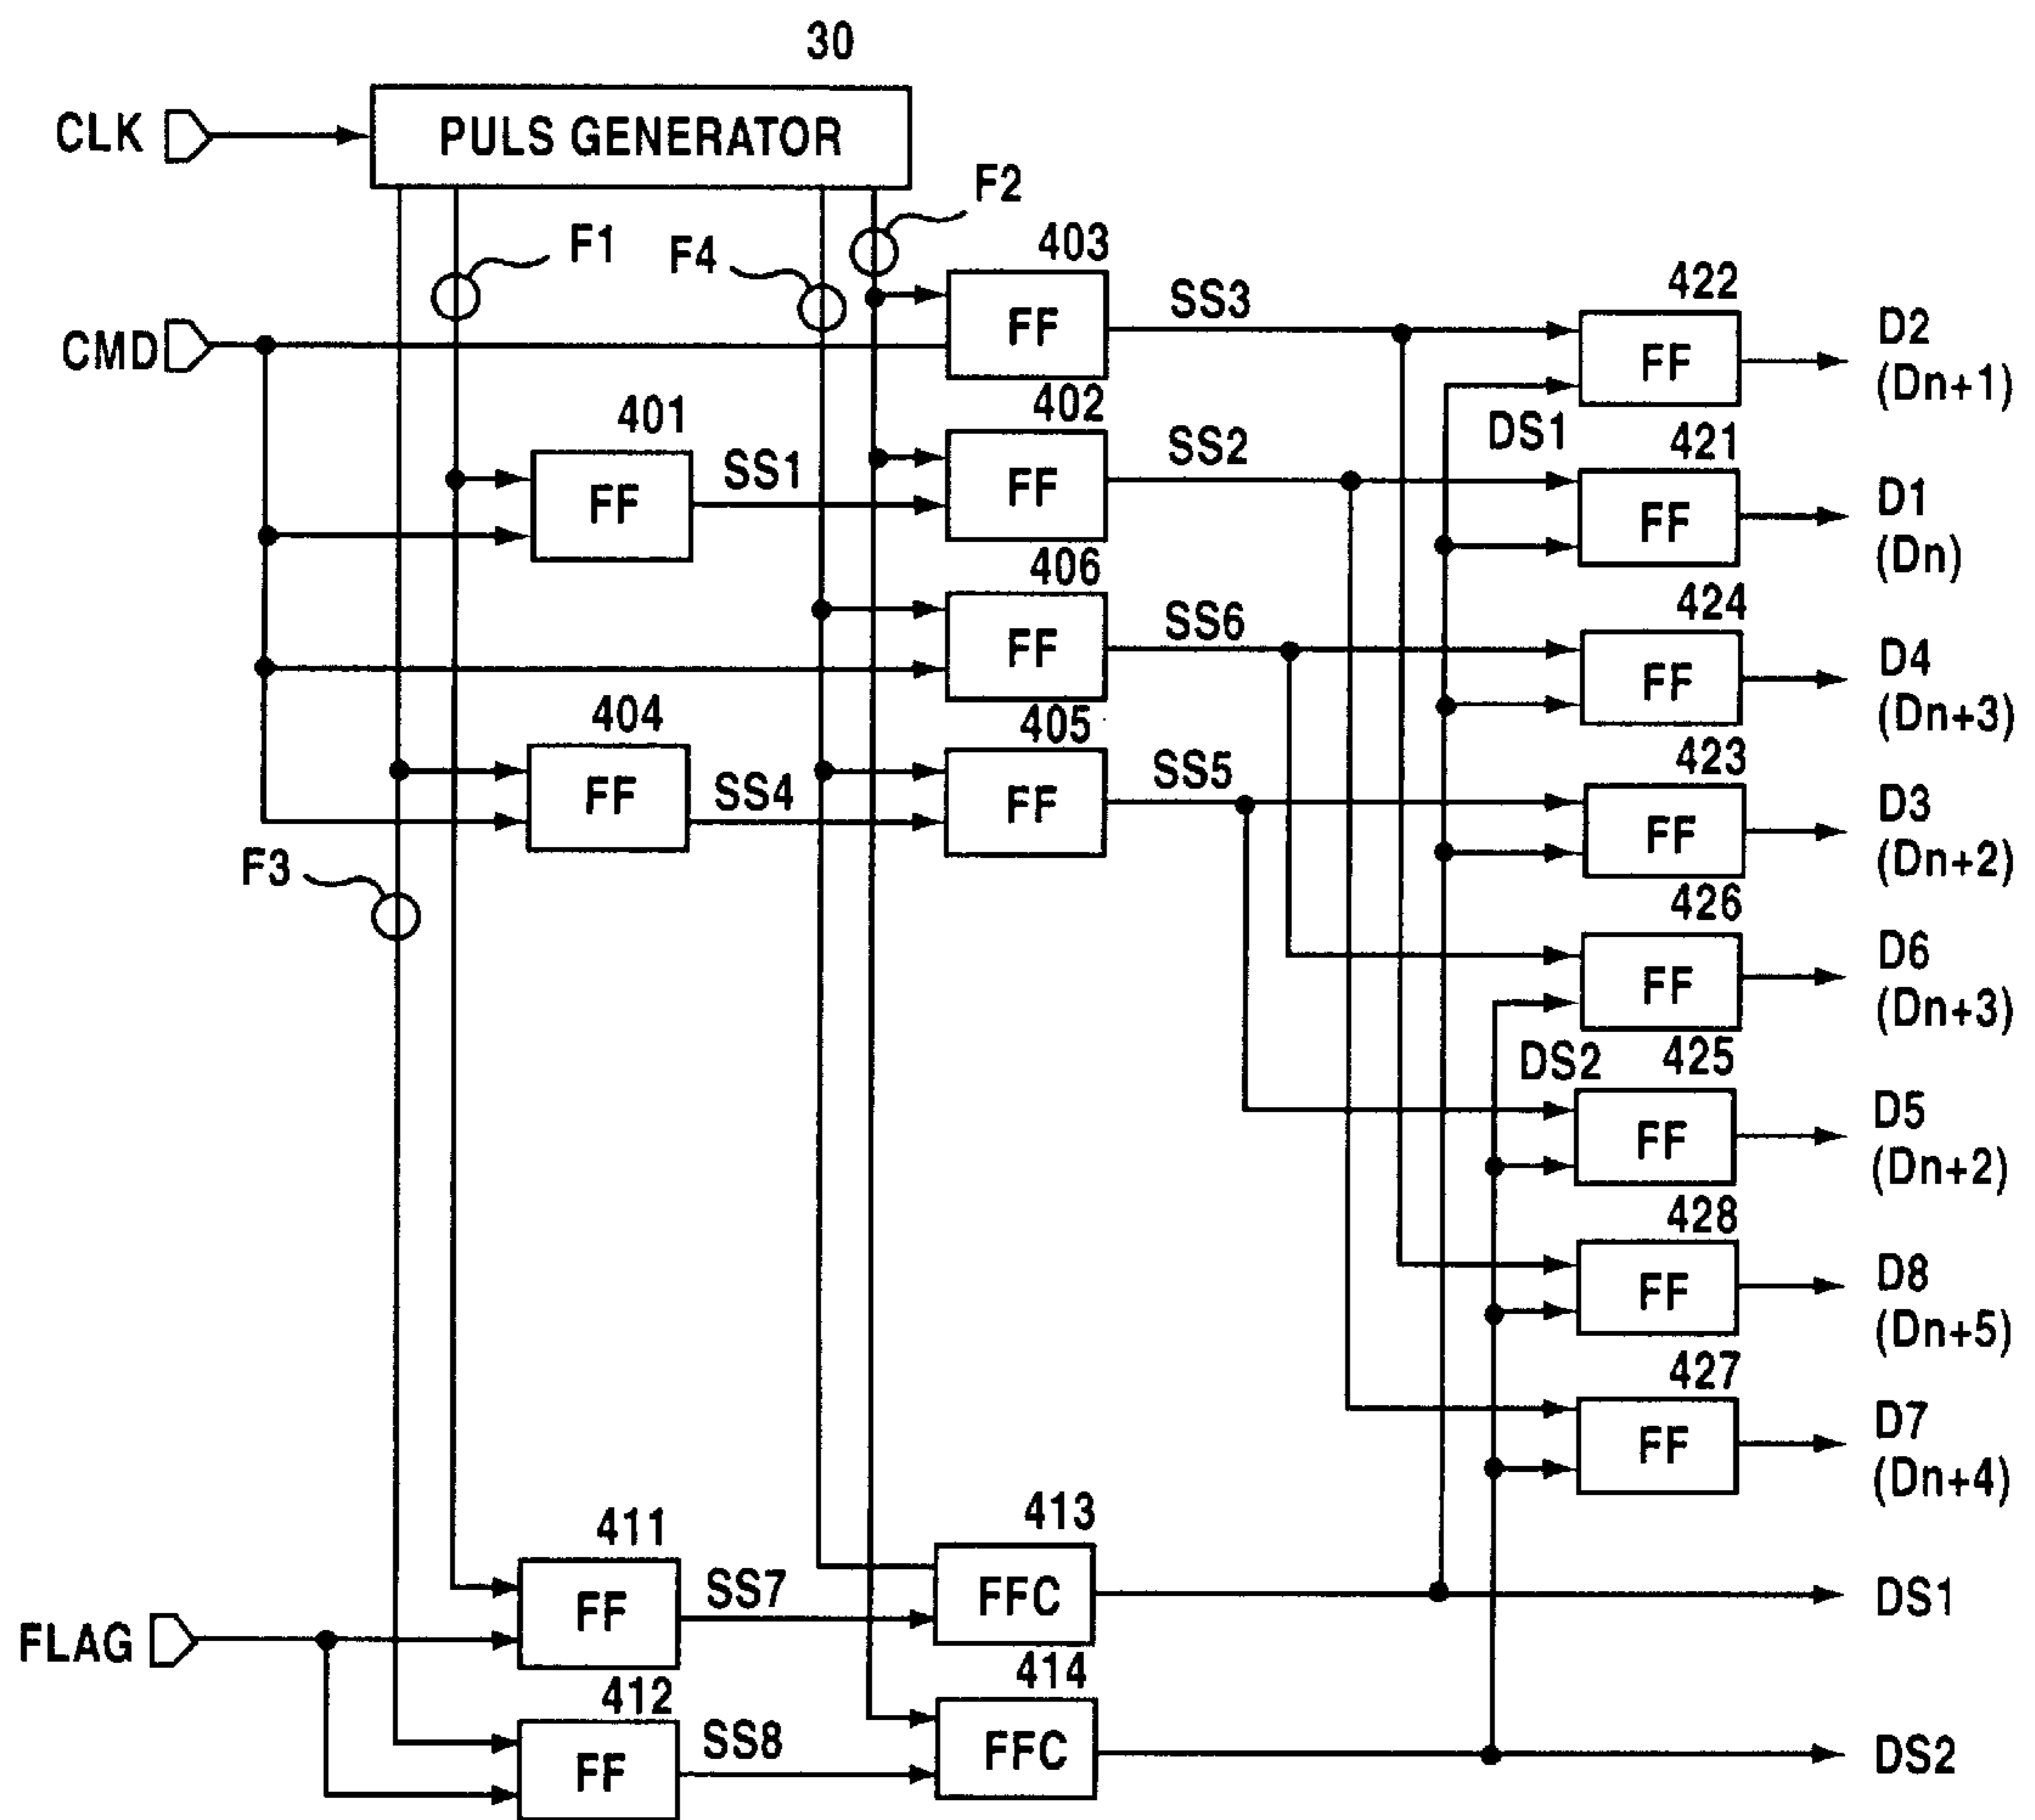 30
CLK
PULS GENERATOR
F2
F1
F4
403
422
SS3
FF
FF
D2
(Dn+1)
CMD
401
402
DS1
421
SS1
SS2
FF
FF
FF
D1
(Dn)
406
424
SS6
FF
FF
D4
(Dn+3)
404
405
423
SS5
FF
SS4
FF
FF
D3
(Dn+2)
F3
426
FF
D6
(Dn+3)
DS2
425
FF
D5
(Dn+2)
428
FF
D8
(Dn+5)
427
FF
D7
(Dn+4)
411
413
SS7
FF
FFC
DS1
FLAG
412
414
SS8
FF
FFC
DS2